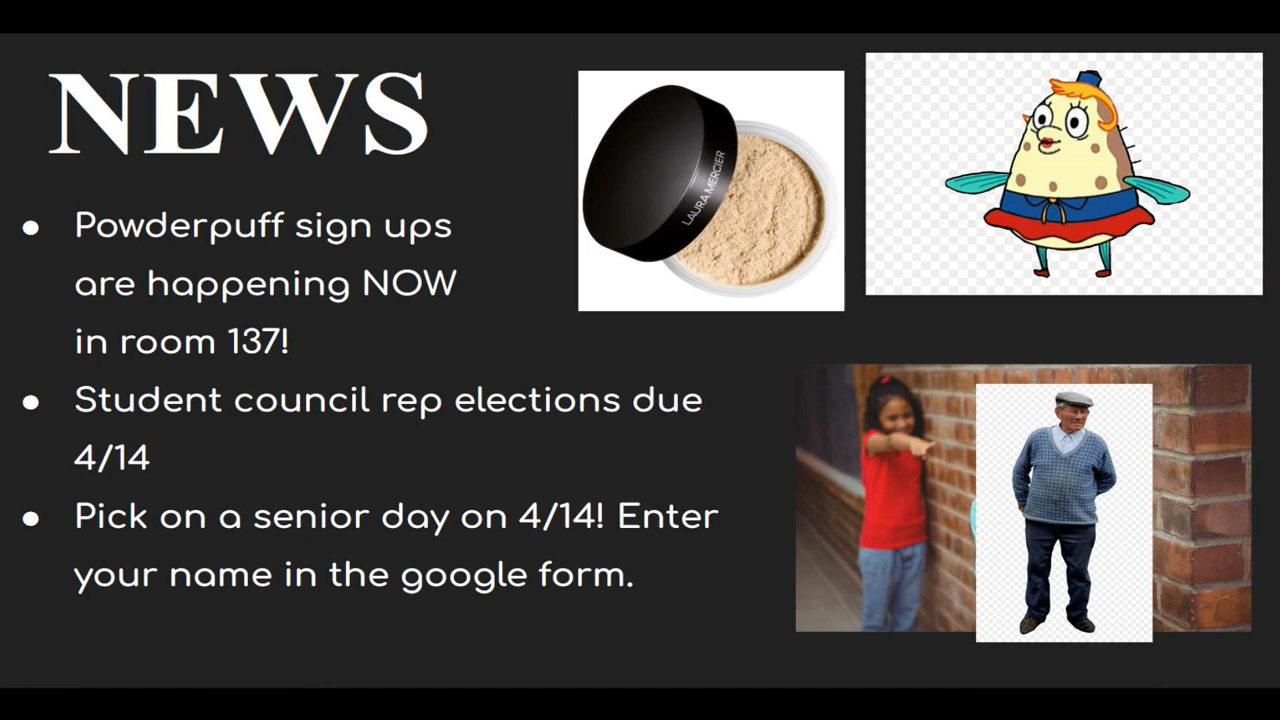 NEWS
● Powderpuff sign ups
are happening NOW
in room 137!
● Student council rep elections due
4/14
● Pick on a senior day on 4/14! Enter
your name in the google form.
LAURA MERCIER